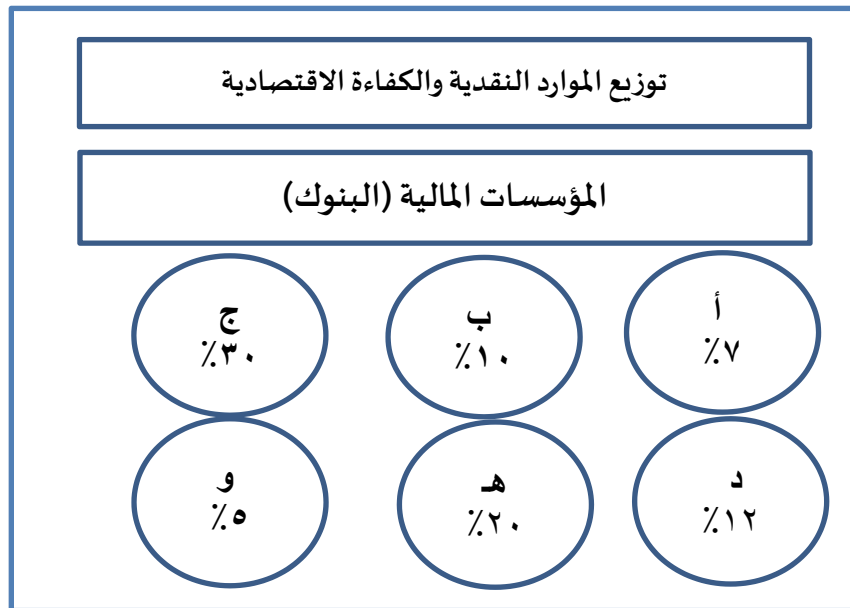 توزيع الموارد النقدية والكفاءة الاقتصادية
المؤسسات المالية (البنوك)
أ
٧٪
ب
١٠٪
ج
٣٠٪
د
١٢٪
هـ
٢٠٪
و
٥٪